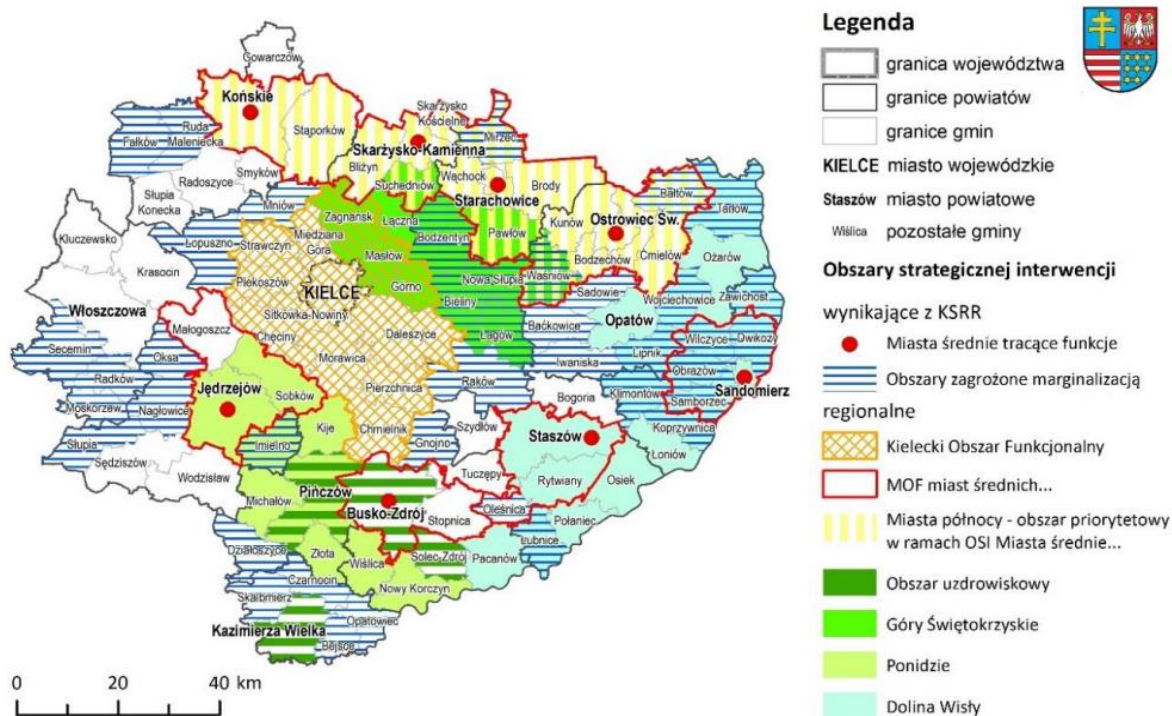 Gowarczów
Końskie
Skarżysko
Kościelne
Ruda
Maleniecka
Fałków
Stąporków
Mirzec
Skarżysko-Kamienna
Smyków
Bliżyn
Radoszyce
Suchedniów
Wąchock
Brody
Bałtów
Słupia
Konecka
Mniów
Starachowice
Tarłów
Zagnańsk
Łączna
Kunów
Ostrowiec Św.
Kluczewsko
Łopuszno
Strawczyn
Miedziana
Góra
Bodzentyn
Pawłów
Krasocin
Masłów
Waśniów
Bodzechów
Ćmielów
Ożarów
Piekoszów
KIELCE
Górno
Nowa Słupia
Sadowie
Wojciechowice
Zawichost
Włoszczowa
Sitkówka-Nowiny
Bieliny
Małogoszcz
Chęciny
Daleszyce
Baćkowice
Opatów
Secemin
Oksa
Łagów
Wilczyce
Dwikozy
Morawica
Iwaniska
Lipnik
Radków
Obrazów
Jędrzejów
Sobków
Pierzchnica
Raków
Sandomierz
Moskorzew
Nagłowice
Bogoria
Klimontów
Samborzec
Kije
Chmielnik
Szydłów
Staszów
Koprzywnica
Słupia
Imielno
Gnojno
Łoniów
Sędziszów
Wodzisław
Tuczępy
Rytwiany
Osiek
Pińczów
Michałów
Busko-Zdrój
Stopnica
Oleśnica
Połaniec
Działoszyce
Złota
Wiślica
Solec Zdrój
Pacanów
Łubnice
Czarnocin
Skalbmierz
Nowy Korczyn
Kazimierza Wielka
Opatowiec
Bejsce
0 20 40 km
Legenda
granica województwa
granice powiatów
granice gmin
KIELCE miasto wojewódzkie
Staszów miasto powiatowe
Wiślica pozostałe gminy
Obszary strategicznej interwencji
wynikające z KSRR
Miasta średnie tracące funkcje
Obszary zagrożone marginalizacją
regionalne
Kielecki Obszar Funkcjonalny
MOF miast średnich...
Miasta północy - obszar priorytetowy
w ramach OSI Miasta średnie...
Obszar uzdrowiskowy
Góry Świętokrzyskie
Ponidzie
Dolina Wisły